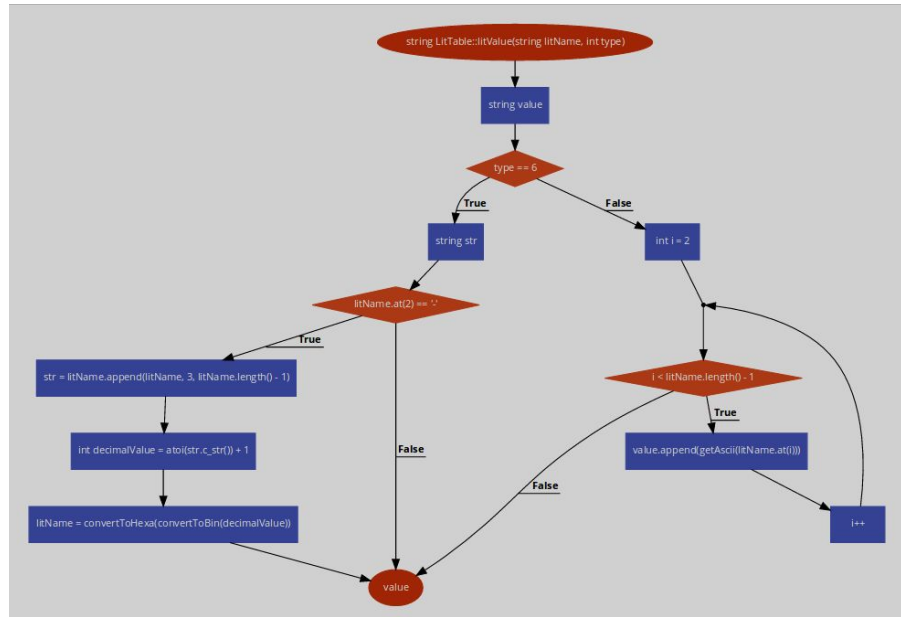 string LitTable::litValue(string litName, int type)
string value
type == 6
True
False
string str
int i = 2
litName.at(2) == '-'
True
i < litName.length() - 1
str = litName.append(litName, 3, litName.length() - 1)
True
int decimalValue = atoi(str.c_str()) + 1
False
value.append(getAscii(litName.at(i)))
False
litName = convertToHexa(convertToBin(decimalValue))
i++
value